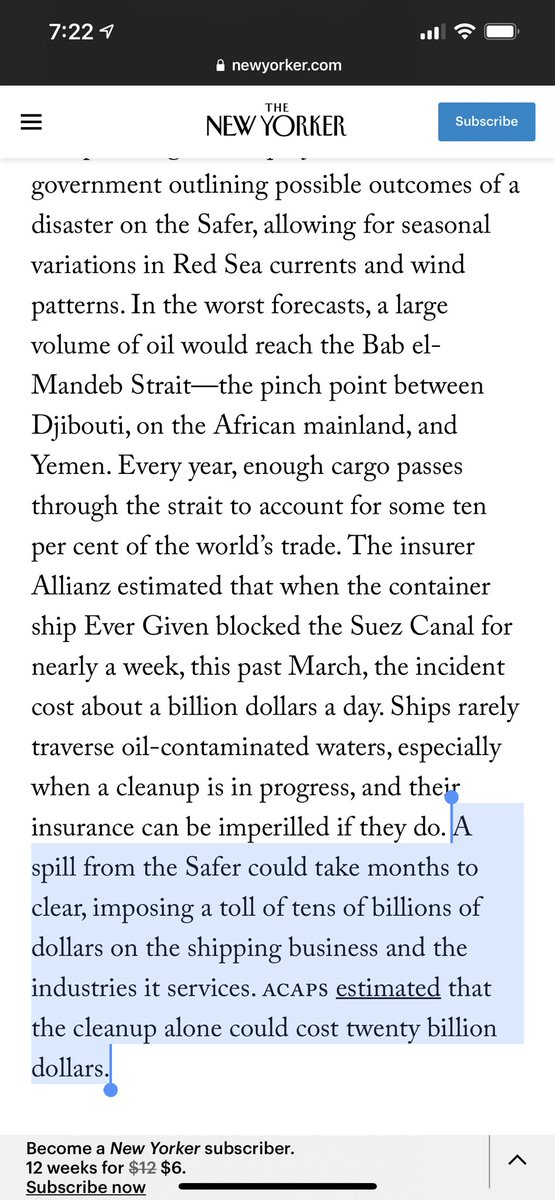 7:22
newyorker.com
THE
NEW YORKER
Subscribe
government outlining possible outcomes of a
disaster on the Safer, allowing for seasonal
variations in Red Sea currents and wind
patterns. In the worst forecasts, a large
volume of oil would reach the Bab el-
Mandeb Strait—the pinch point between
Djibouti, on the African mainland, and
Yemen. Every year, enough cargo passes
through the strait to account for some ten
per cent of the world’s trade. The insurer
Allianz estimated that when the container
ship Ever Given blocked the Suez Canal for
nearly a week, this past March, the incident
cost about a billion dollars a day. Ships rarely
traverse oil-contaminated waters, especially
when a cleanup is in progress, and their
insurance can be imperilled if they do. A
spill from the Safer could take months to
clear, imposing a toll of tens of billions of
dollars on the shipping business and the
industries it services. ACAPS estimated that
the cleanup alone could cost twenty billion
dollars.
Become a New Yorker subscriber.
12 weeks for $12 $6.
Subscribe now